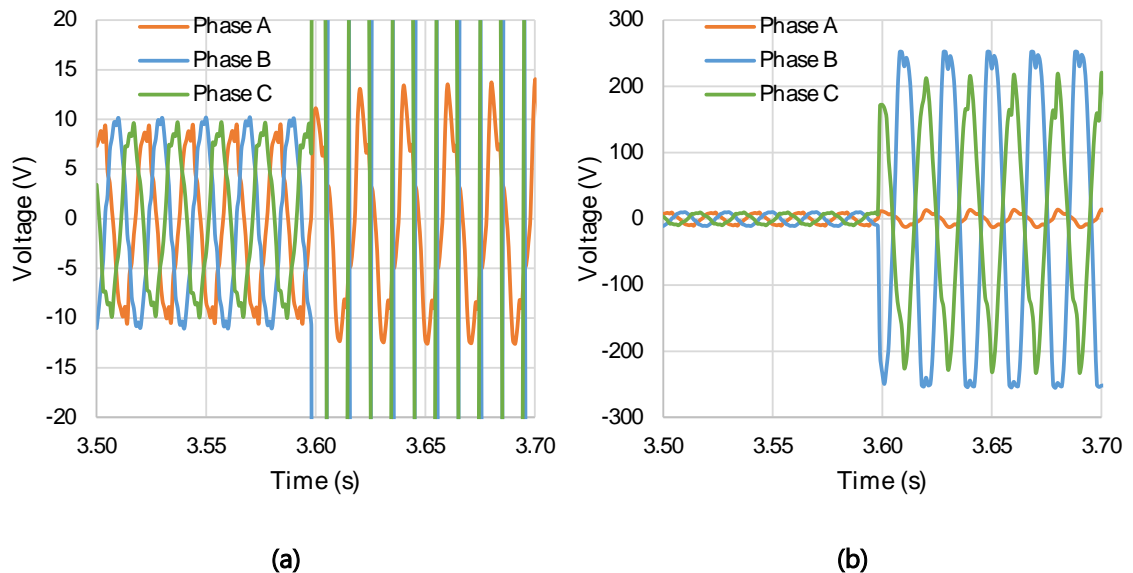 20
15
10
5
0
-5
-10
-15
-20
Voltage (V)
Phase A
Phase B
Phase C
3.50
3.55
3.60
3.65
3.70
Time (s)
(a)
300
200
100
0
-100
-200
-300
Voltage (V)
Phase A
Phase B
Phase C
3.50
3.55
3.60
3.65
3.70
Time (s)
(b)